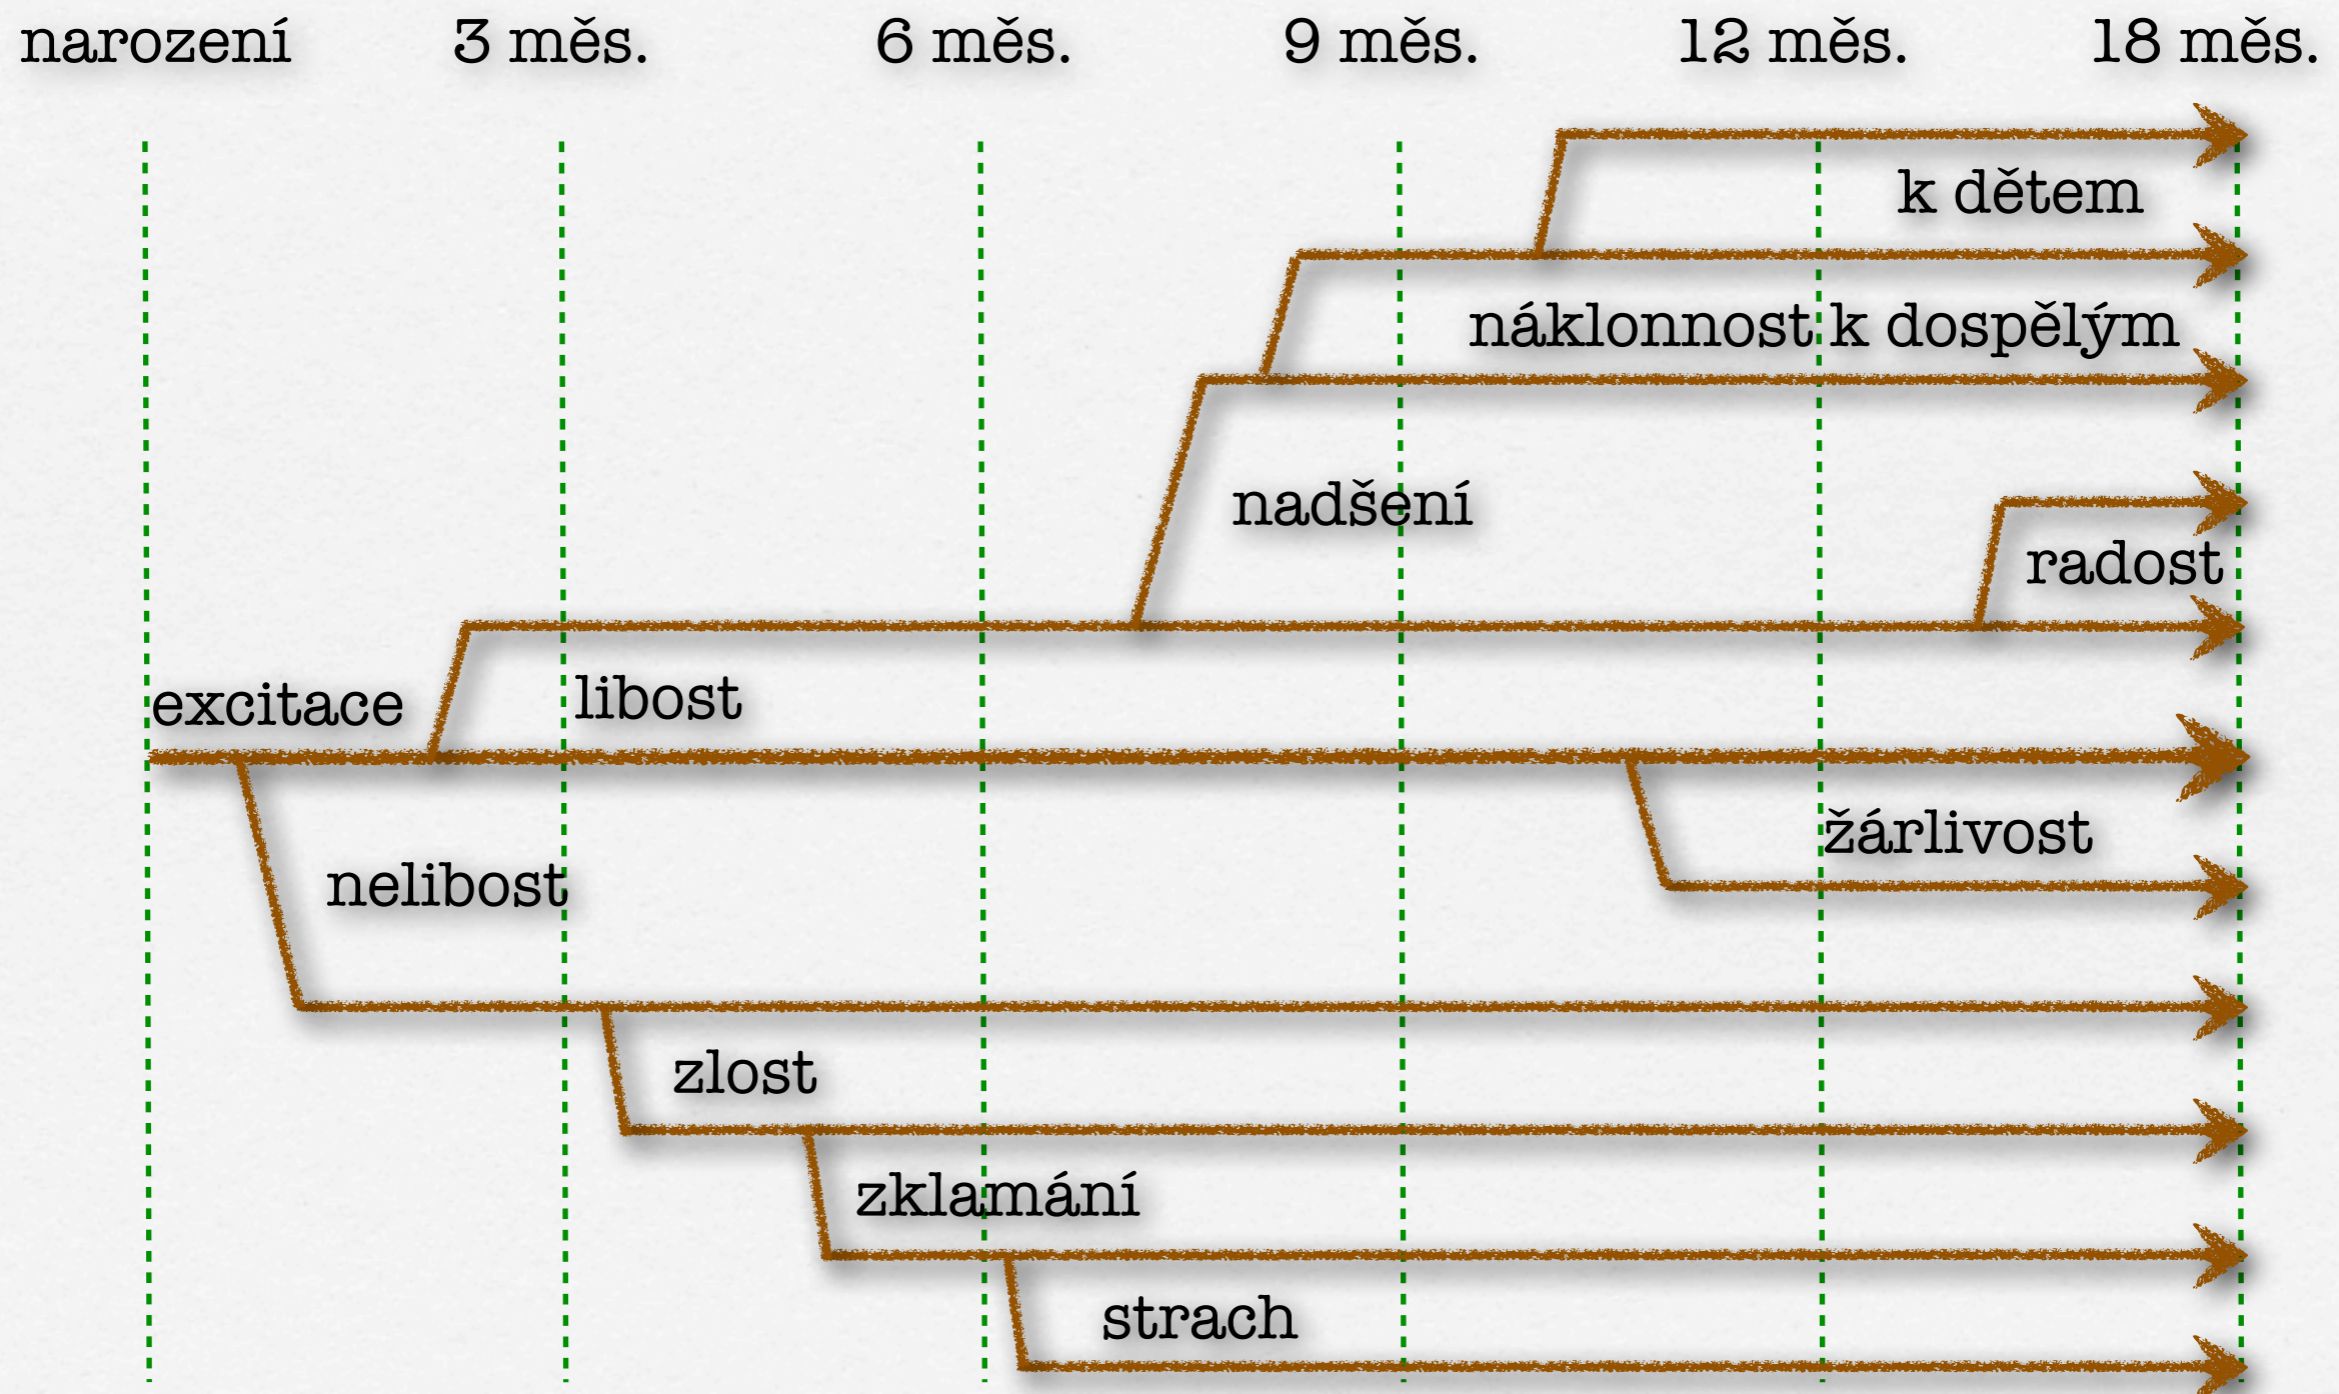 narození 3 měs. 6 měs. 9 měs. 12 měs. 18 měs.
k dětem
náklonnost k dospělým
nadšení
radost
libost
excitace
žárlivost
nelibost
zlost
zklamání
strach